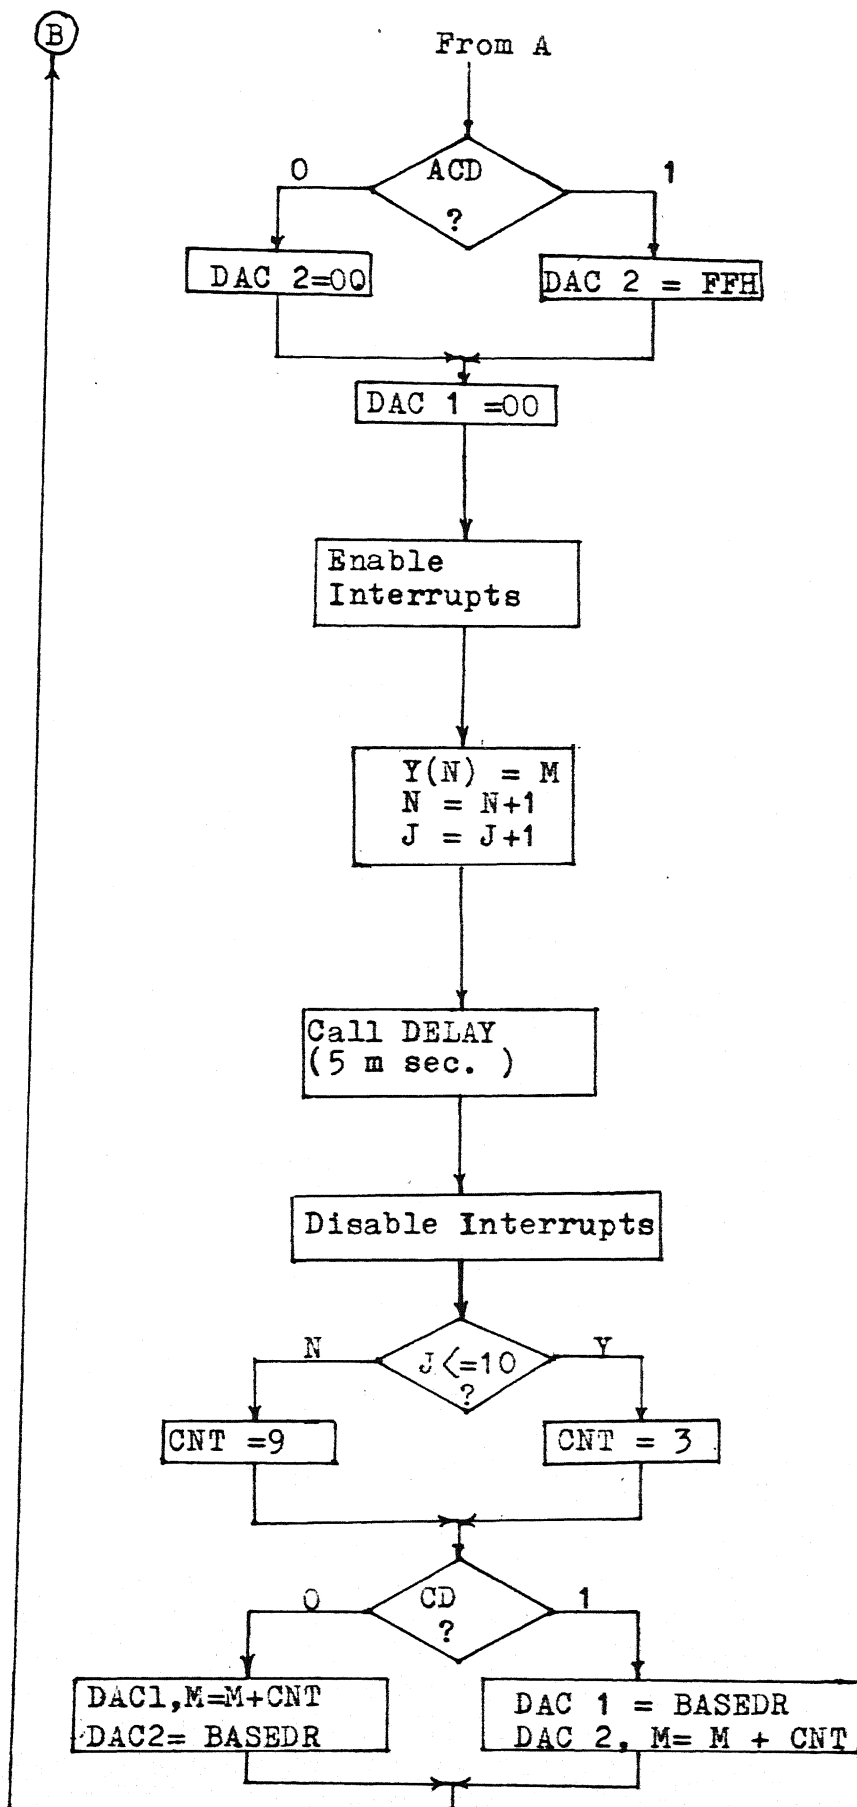 B
From A
ACD
?
0
1
DAC 2=00
DAC 2 = FFH
DAC 1 =00
Enable
Interrupts
Y(N) = M
N = N+1
J = J+1
Call DELAY
(5 m sec. )
Disable Interrupts
J<=10
?
N
Y
CNT =9
CNT = 3
CD
?
0
1
DAC1,M=M+CNT
DAC2= BASEDR
DAC 1 = BASEDR
DAC 2, M= M + CNT